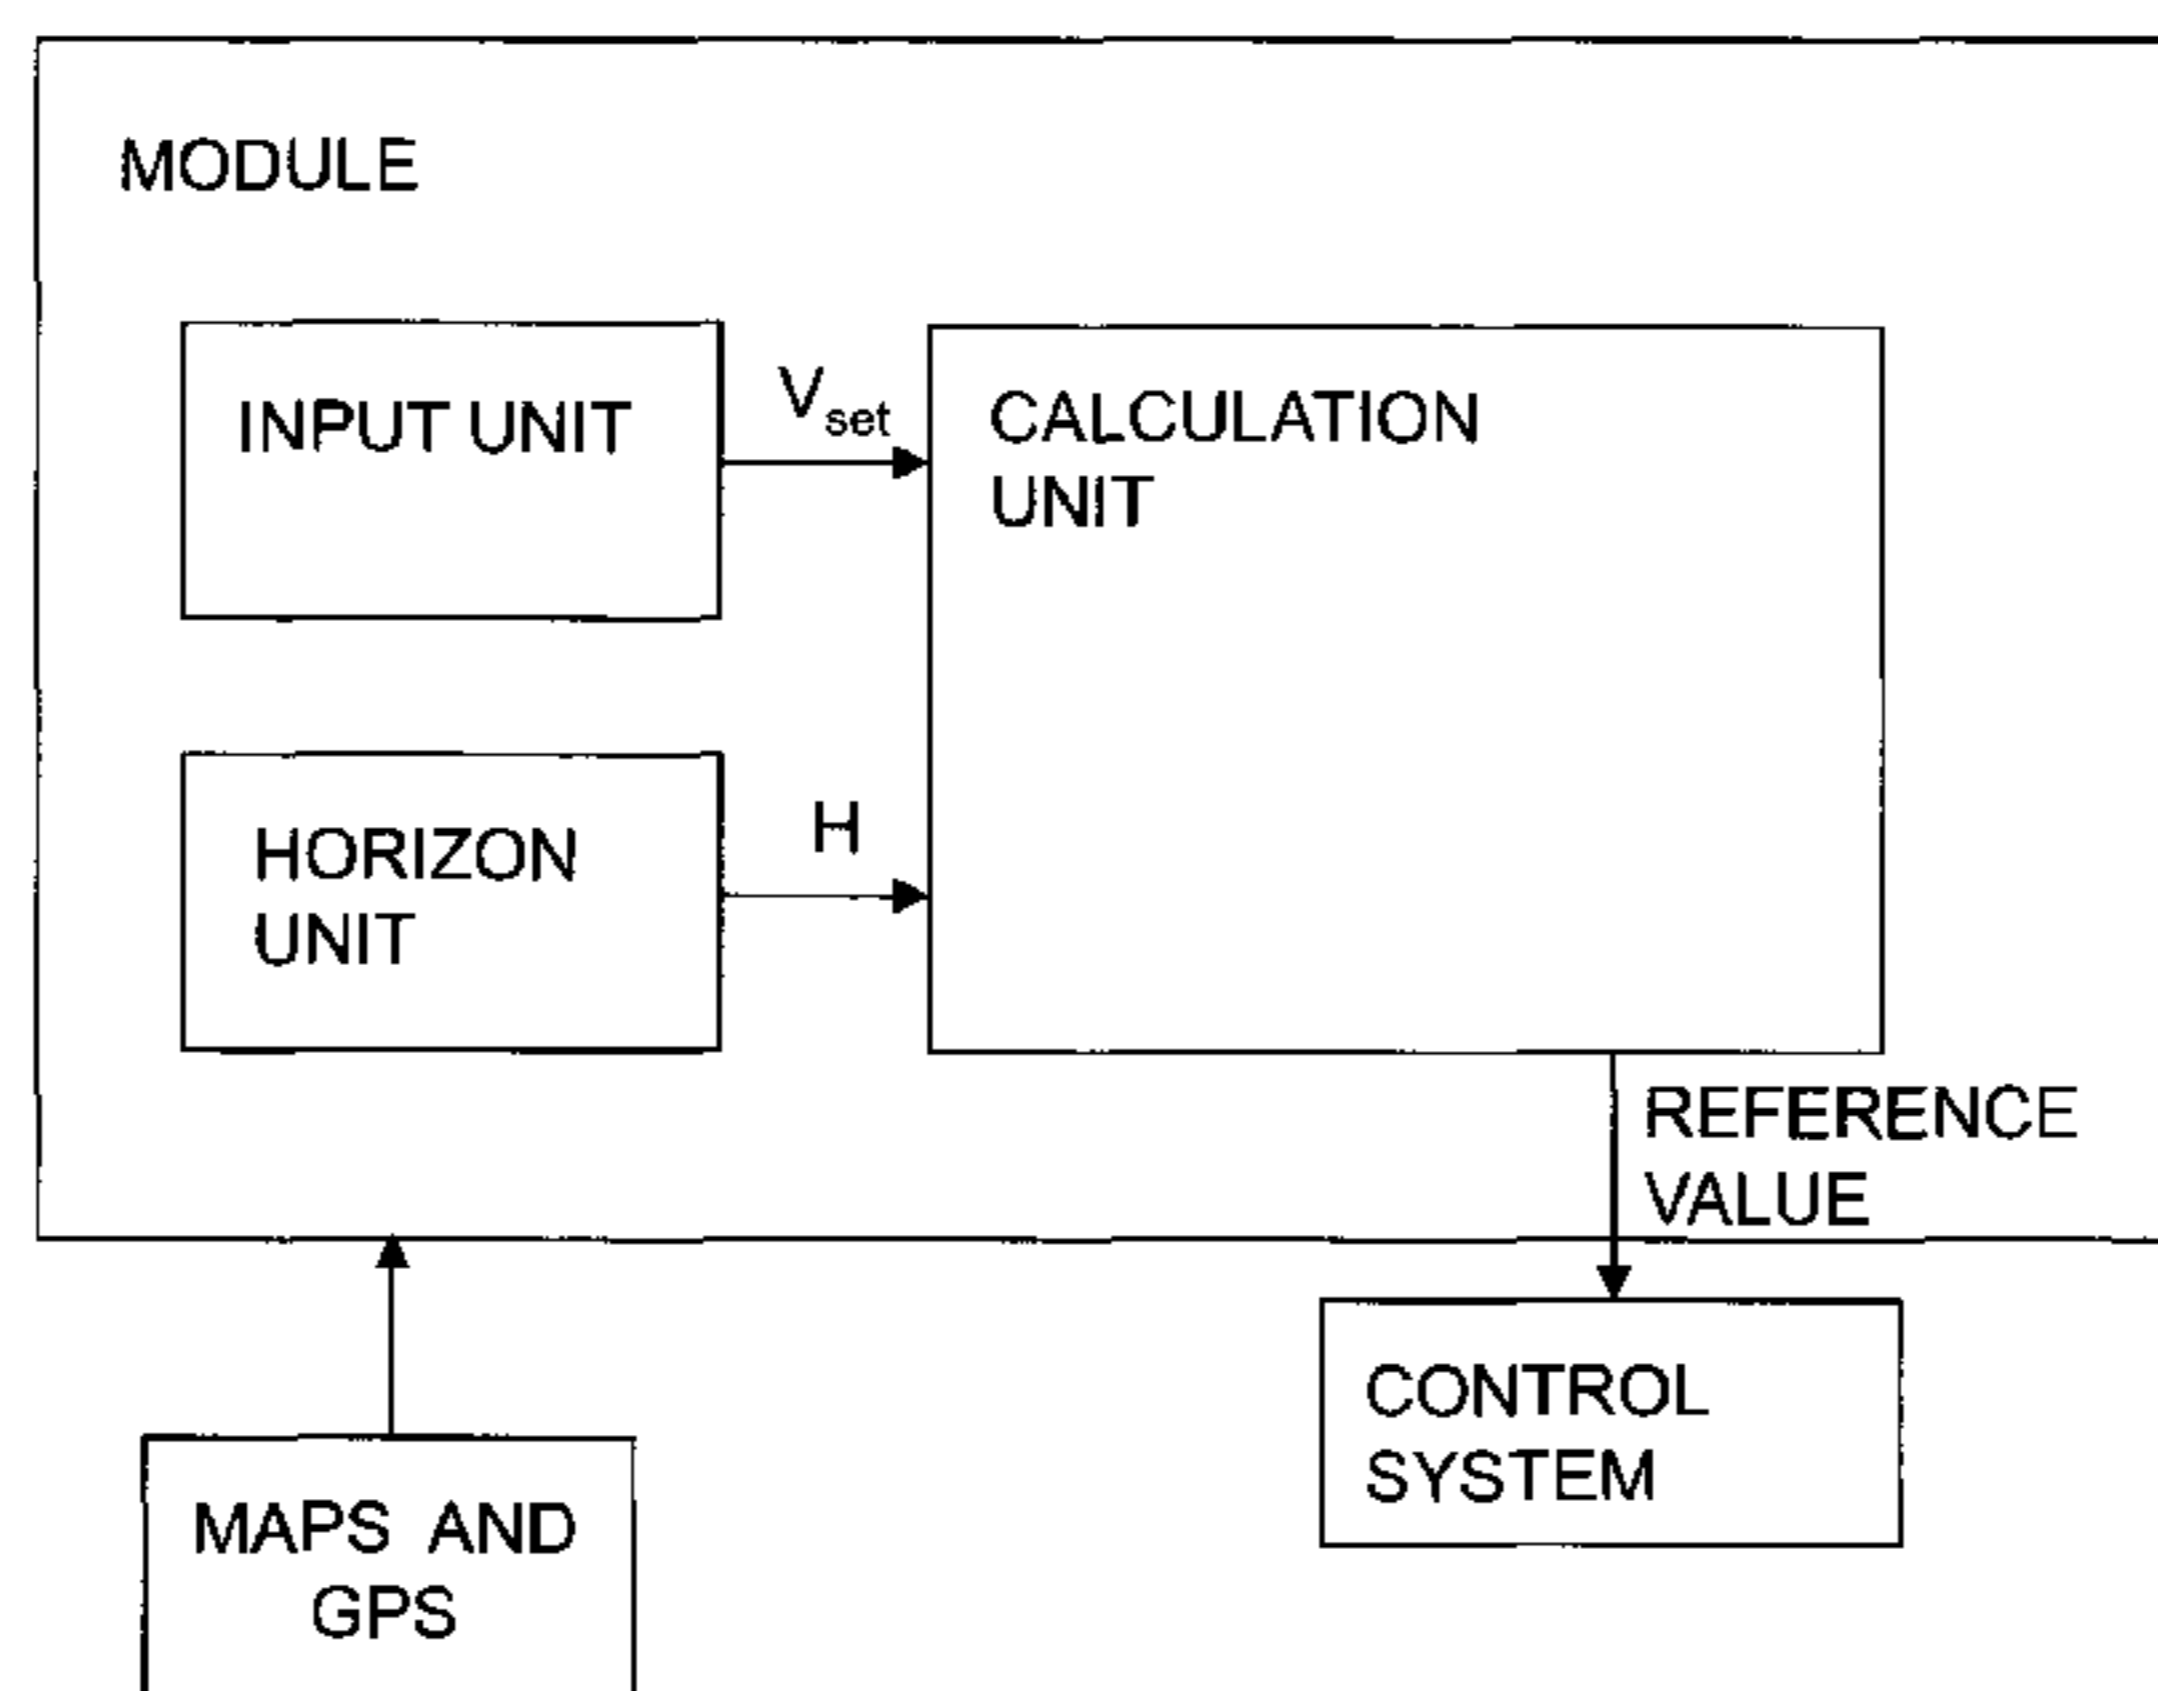 MODULE
INPUT UNIT
Vset
CALCULATION
UNIT
HORIZON
UNIT
H
REFERENCE
VALUE
CONTROL
SYSTEM
MAPS AND
GPS